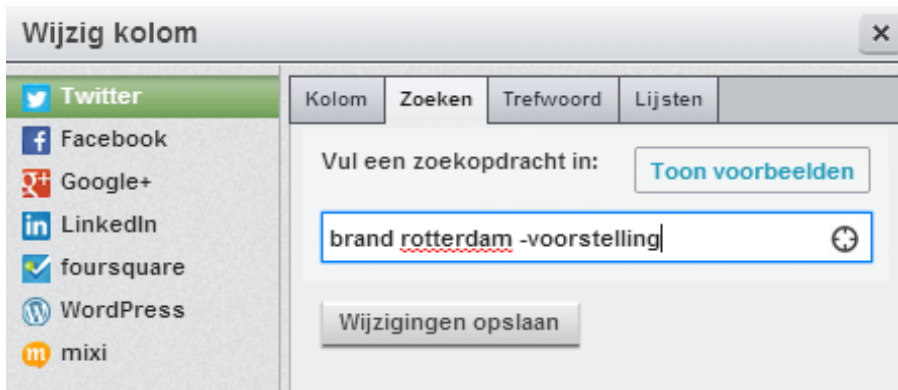 Wijzig kolom
Twitter
Facebook
Google+
LinkedIn
foursquare
WordPress
mixi
Kolom Zoeken Trefwoord Lijsten
Vul een zoekopdracht in: Toon voorbeelden
brand rotterdam -voorstelling
Wijzigingen opslaan